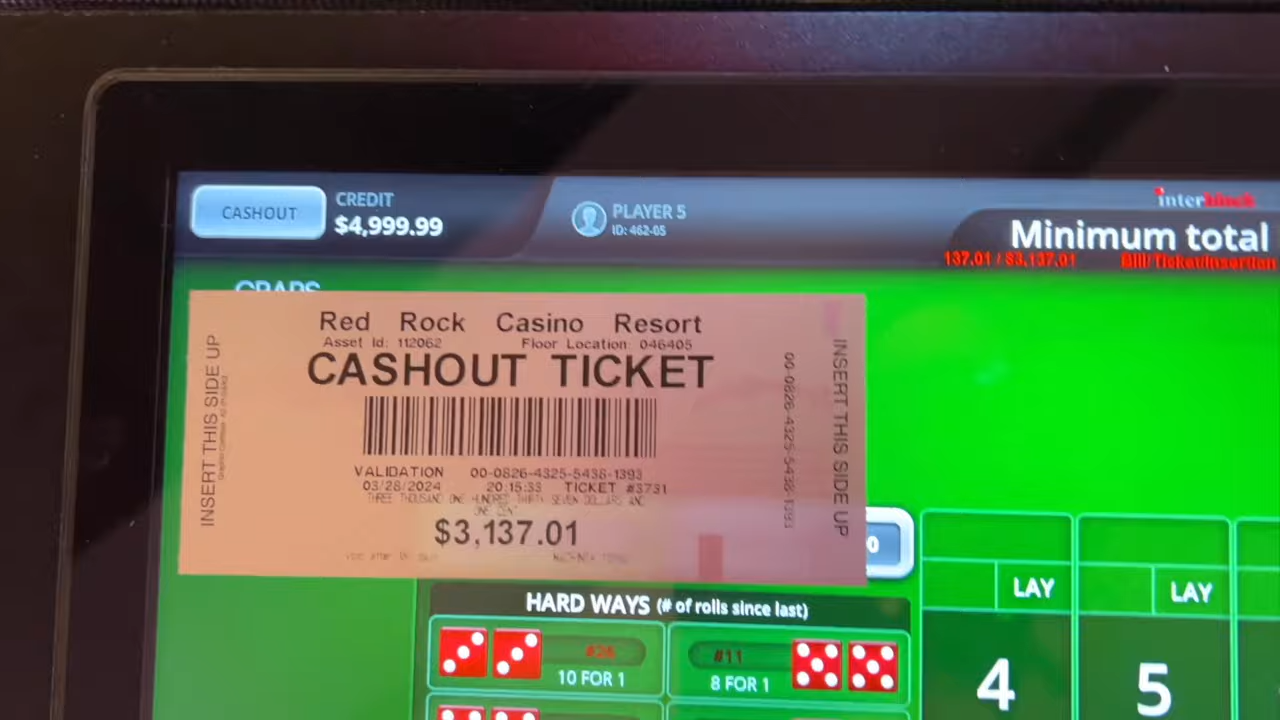 CASHOUT
CREDIT
$4,999.99
PLAYER 5
ID: 462-05
interblock
Minimum total
137.01 / $3,137.01
Bill/Ticket/Insertion
CRAPS
Red Rock Casino Resort
Asset Id: 112062 Floor Location: 046405
CASHOUT TICKET
INSERT THIS SIDE UP
00-0826-4325-5438-1393
INSERT THIS SIDE UP
VALIDATION 00-0826-4325-5438-1393
03/28/2024 20:15:33 TICKET #3731
THREE THOUSAND ONE HUNDRED THIRTY SEVEN DOLLARS AND
ONE CENT
$3,137.01
0
HARD WAYS (# of rolls since last)
10 FOR 1
#11
8 FOR 1
LAY
LAY
4
5